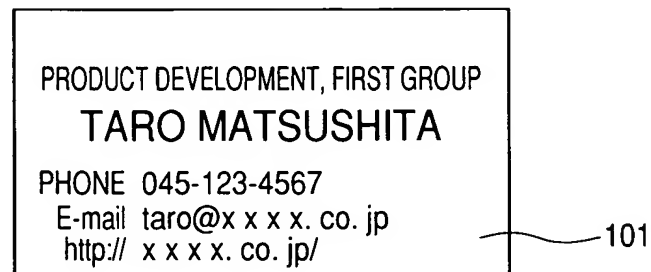 PRODUCT DEVELOPMENT, FIRST GROUP
TARO MATSUSHITA
PHONE 045-123-4567
E-mail taro@x x x x. co. jp
http:// x x x x. co. jp/
101